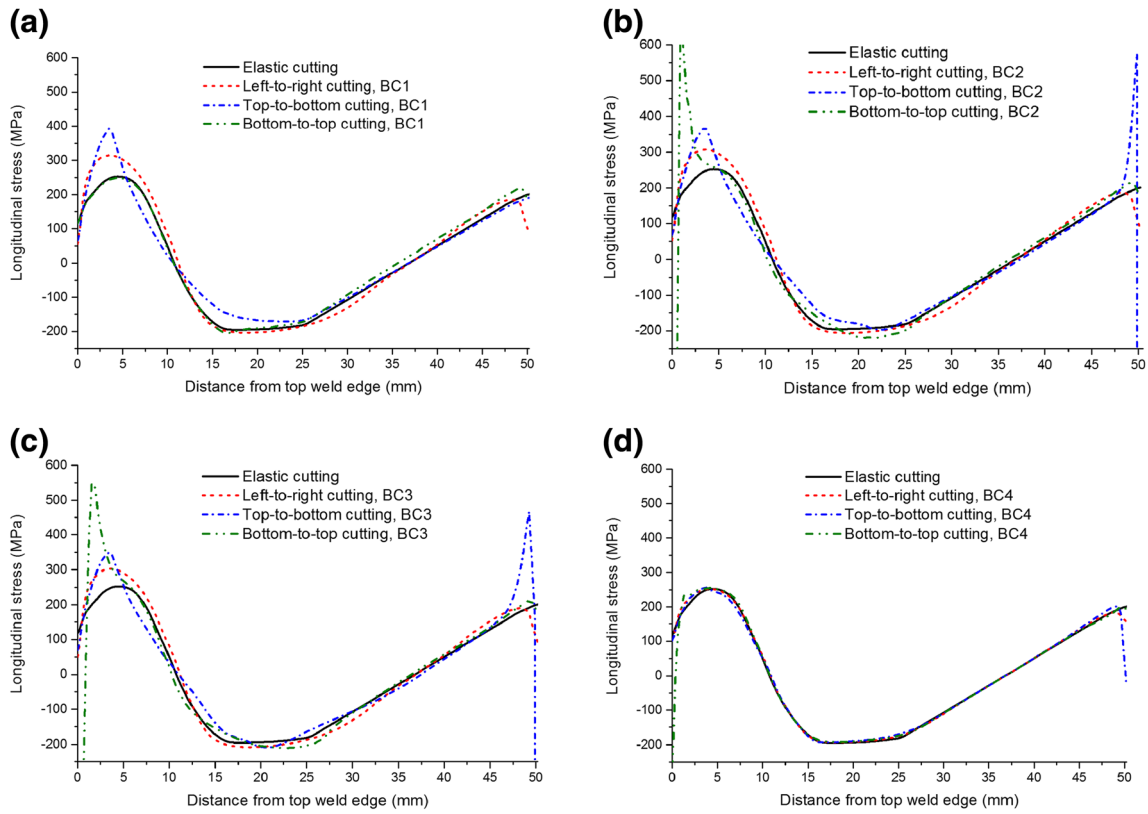 (a)
Elastic cutting
Left-to-right cutting, BC1
Top-to-bottom cutting, BC1
Bottom-to-top cutting, BC1
600
500
400
300
200
100
0
-100
-200
Longitudinal stress (MPa)
0 5 10 15 20 25 30 35 40 45 50
Distance from top weld edge (mm)
(b)
Elastic cutting
Left-to-right cutting, BC2
Top-to-bottom cutting, BC2
Bottom-to-top cutting, BC2
600
500
400
300
200
100
0
-100
-200
Longitudinal stress (MPa)
0 5 10 15 20 25 30 35 40 45 50
Distance from top weld edge (mm)
(c)
Elastic cutting
Left-to-right cutting, BC3
Top-to-bottom cutting, BC3
Bottom-to-top cutting, BC3
600
500
400
300
200
100
0
-100
-200
Longitudinal stress (MPa)
0 5 10 15 20 25 30 35 40 45 50
Distance from top weld edge (mm)
(d)
Elastic cutting
Left-to-right cutting, BC4
Top-to-bottom cutting, BC4
Bottom-to-top cutting, BC4
600
500
400
300
200
100
0
-100
-200
Longitudinal stress (MPa)
0 5 10 15 20 25 30 35 40 45 50
Distance from top weld edge (mm)